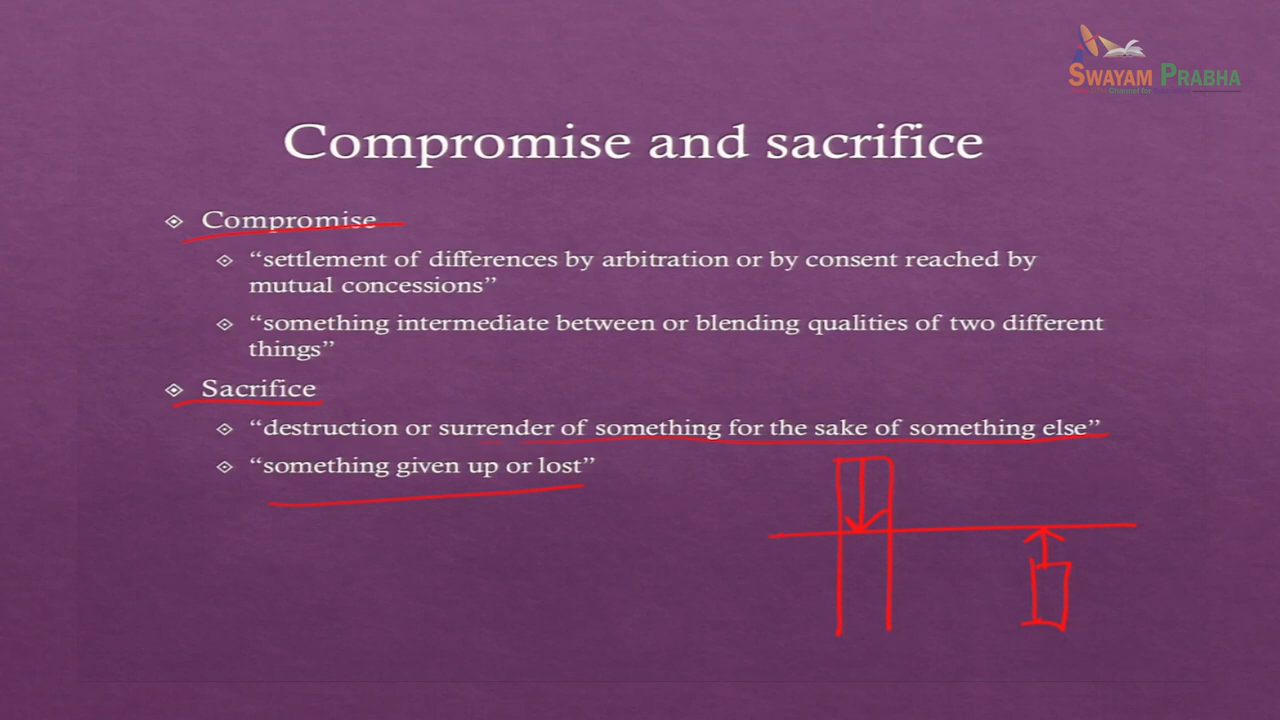 SWAYAM PRABHA
Channel for
Compromise and sacrifice
Compromise
“settlement of differences by arbitration or by consent reached by
mutual concessions”
“something intermediate between or blending qualities of two different
things”
Sacrifice
“destruction or surrender of something for the sake of something else”
“something given up or lost”